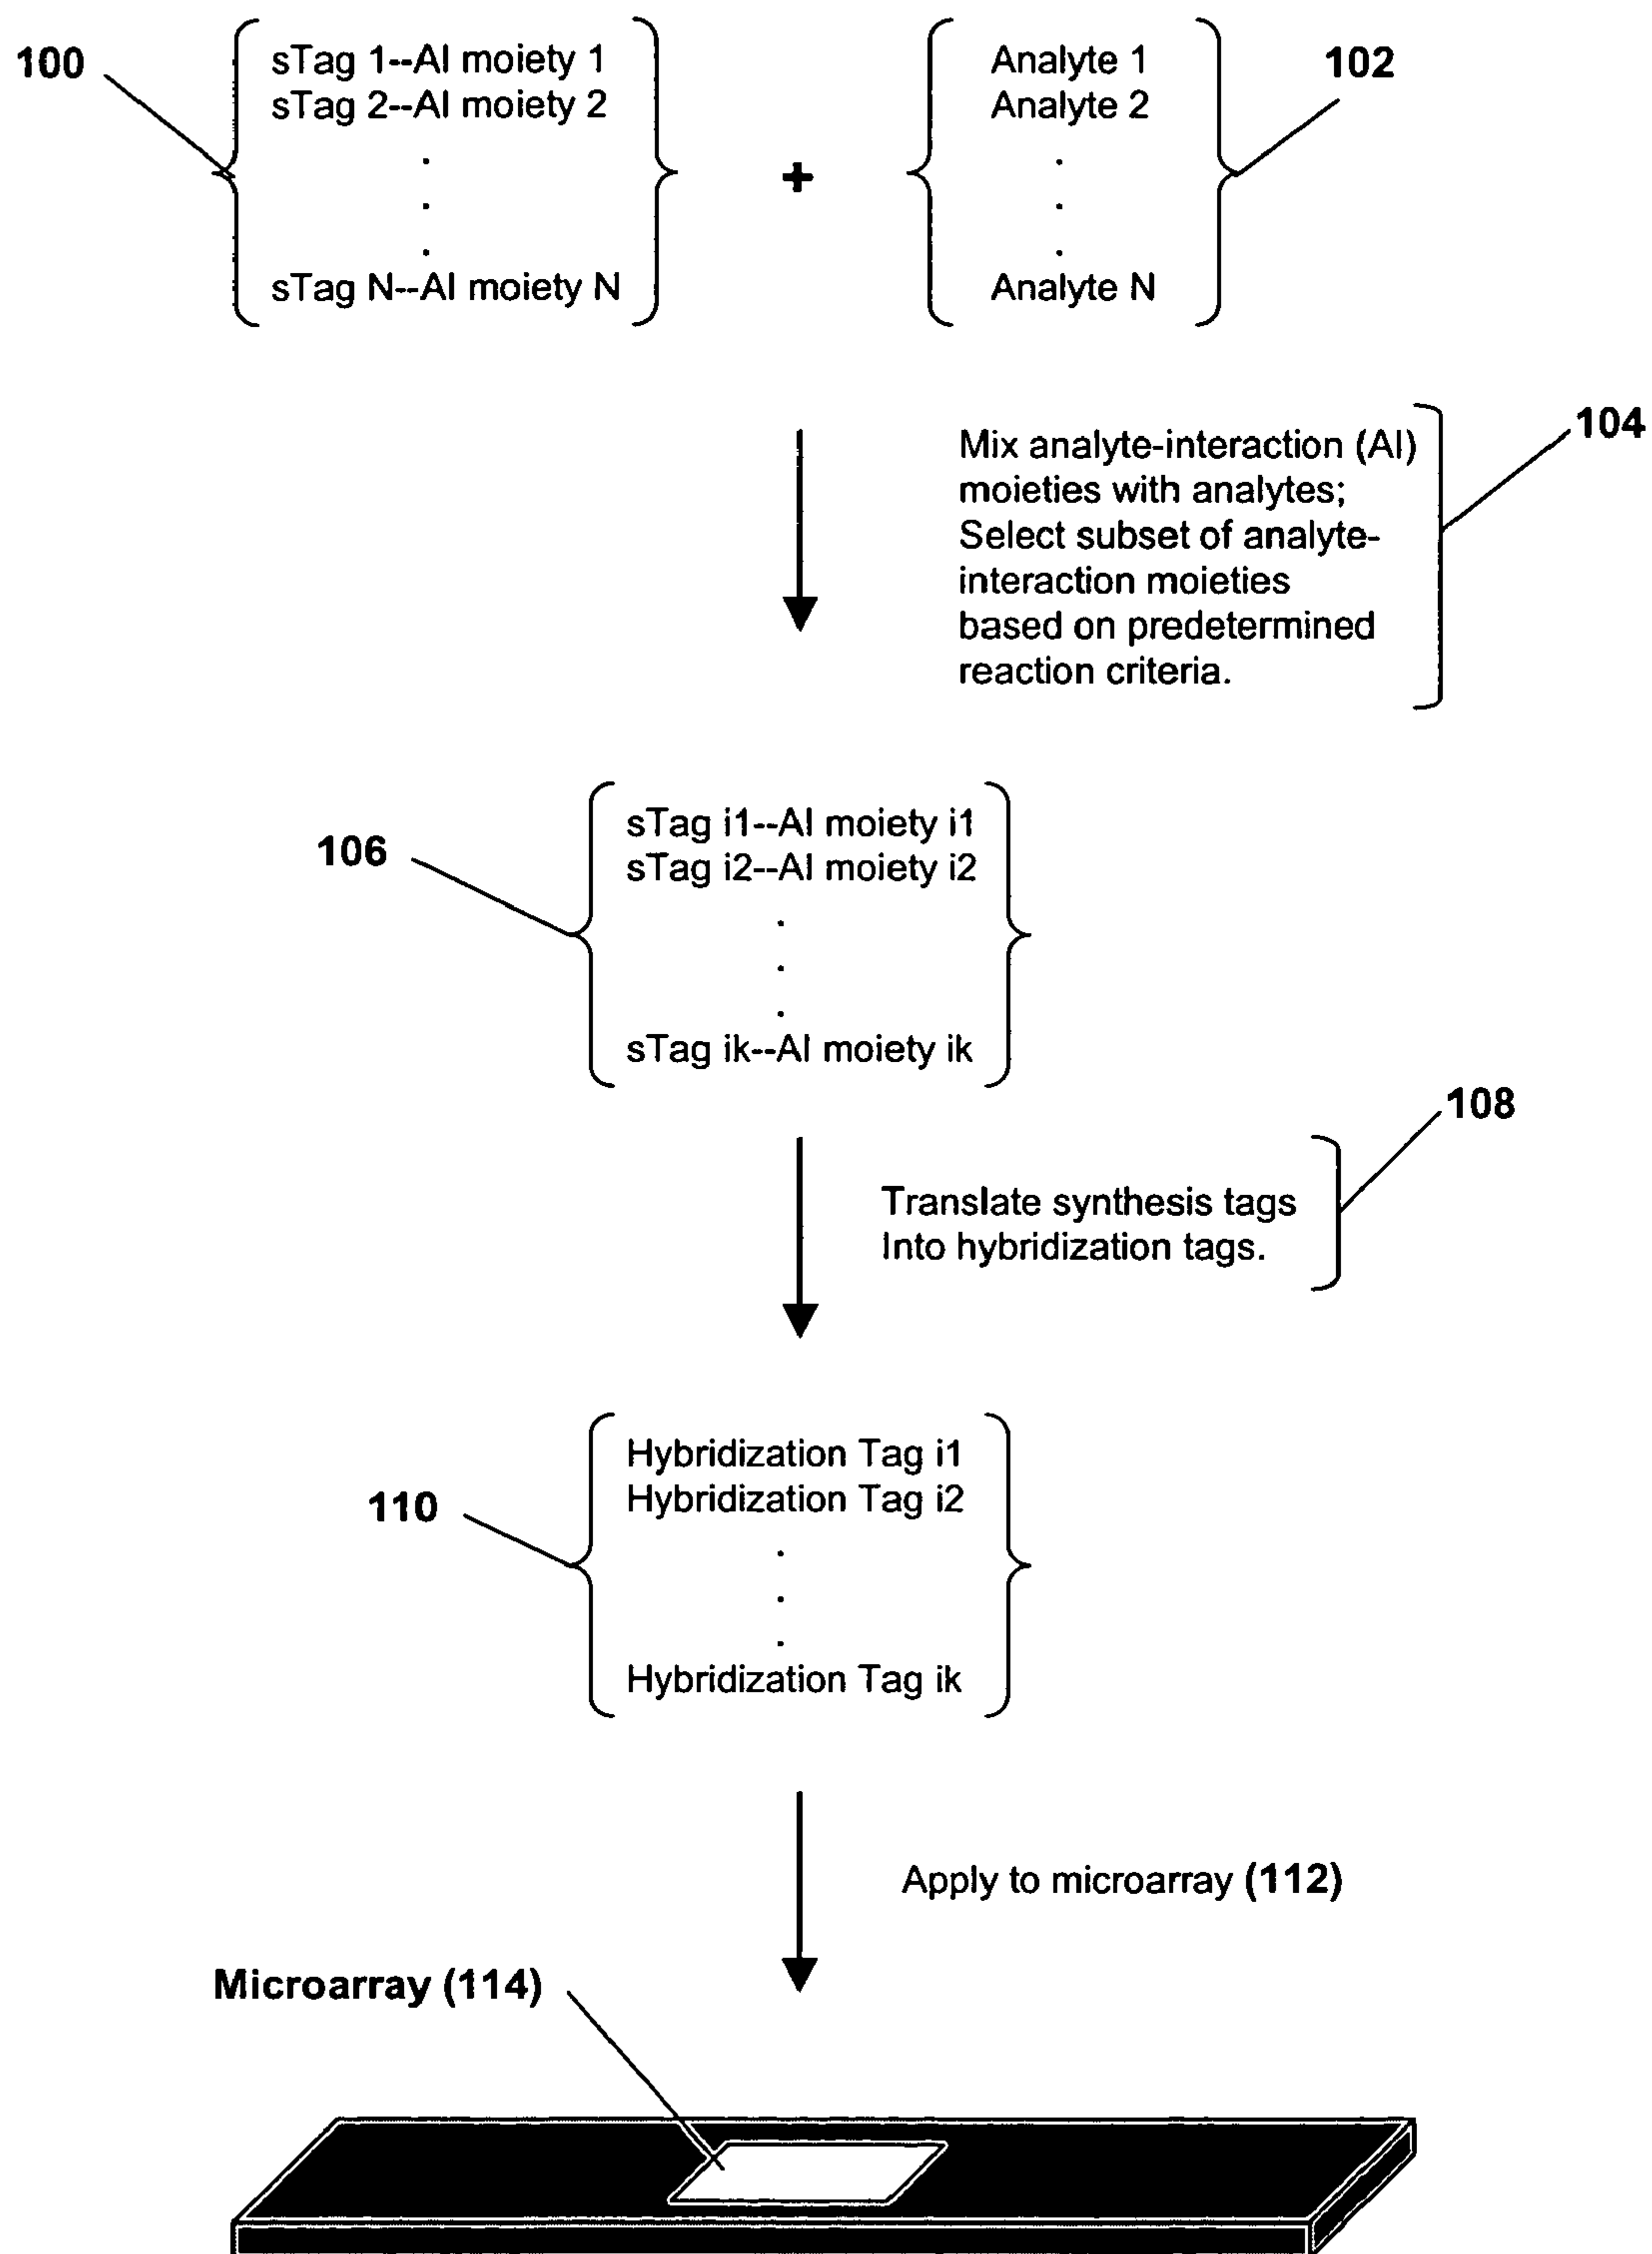 100
sTag 1--AI moiety 1
sTag 2--AI moiety 2
.
.
.
sTag N--AI moiety N
+
Analyte 1
Analyte 2
.
.
.
Analyte N
102
Mix analyte-interaction (AI)
moieties with analytes;
Select subset of analyte-
interaction moieties
based on predetermined
reaction criteria.
104
106
sTag i1--AI moiety i1
sTag i2--AI moiety i2
.
.
.
sTag ik--AI moiety ik
108
Translate synthesis tags
Into hybridization tags.
110
Hybridization Tag i1
Hybridization Tag i2
.
.
.
Hybridization Tag ik
Apply to microarray (112)
Microarray (114)